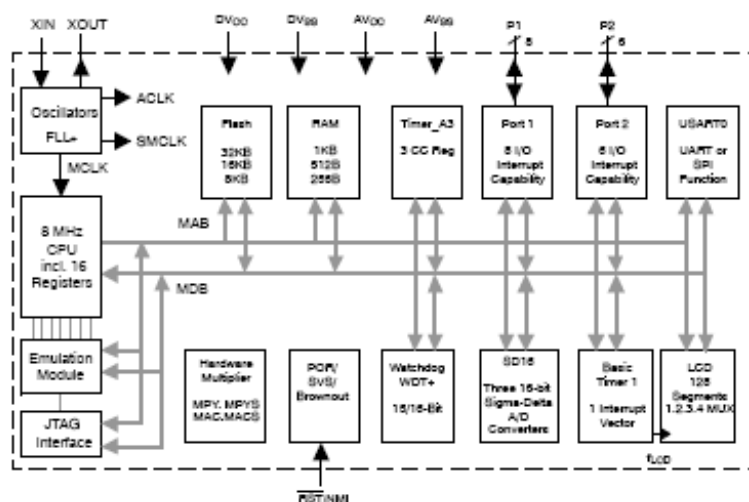 XIN XOUT DVCC DVSS AVCC AVSS P1 P2
8 6
Oscillators
FLL+
ACLK
SMCLK
MCLK
Flash
32KB
16KB
8KB
RAM
1KB
512B
256B
Timer_A3
3 CC Reg
Port 1
8 I/O
Interrupt
Capability
Port 2
6 I/O
Interrupt
Capability
USART0
UART or
SPI
Function
8 MHz
CPU
incl. 16
Registers
MAB
MDB
Emulation
Module
JTAG
Interface
Hardware
Multiplier
MPY, MPYS
MAC,MACS
POR/
SVS/
Brownout
Watchdog
WDT+
15/16-Bit
SD16
Three 16-bit
Sigma-Delta
A/D
Converters
Basic
Timer 1
1 Interrupt
Vector
LCD
128
Segments
1,2,3,4 MUX
fLCD
RST/NMI